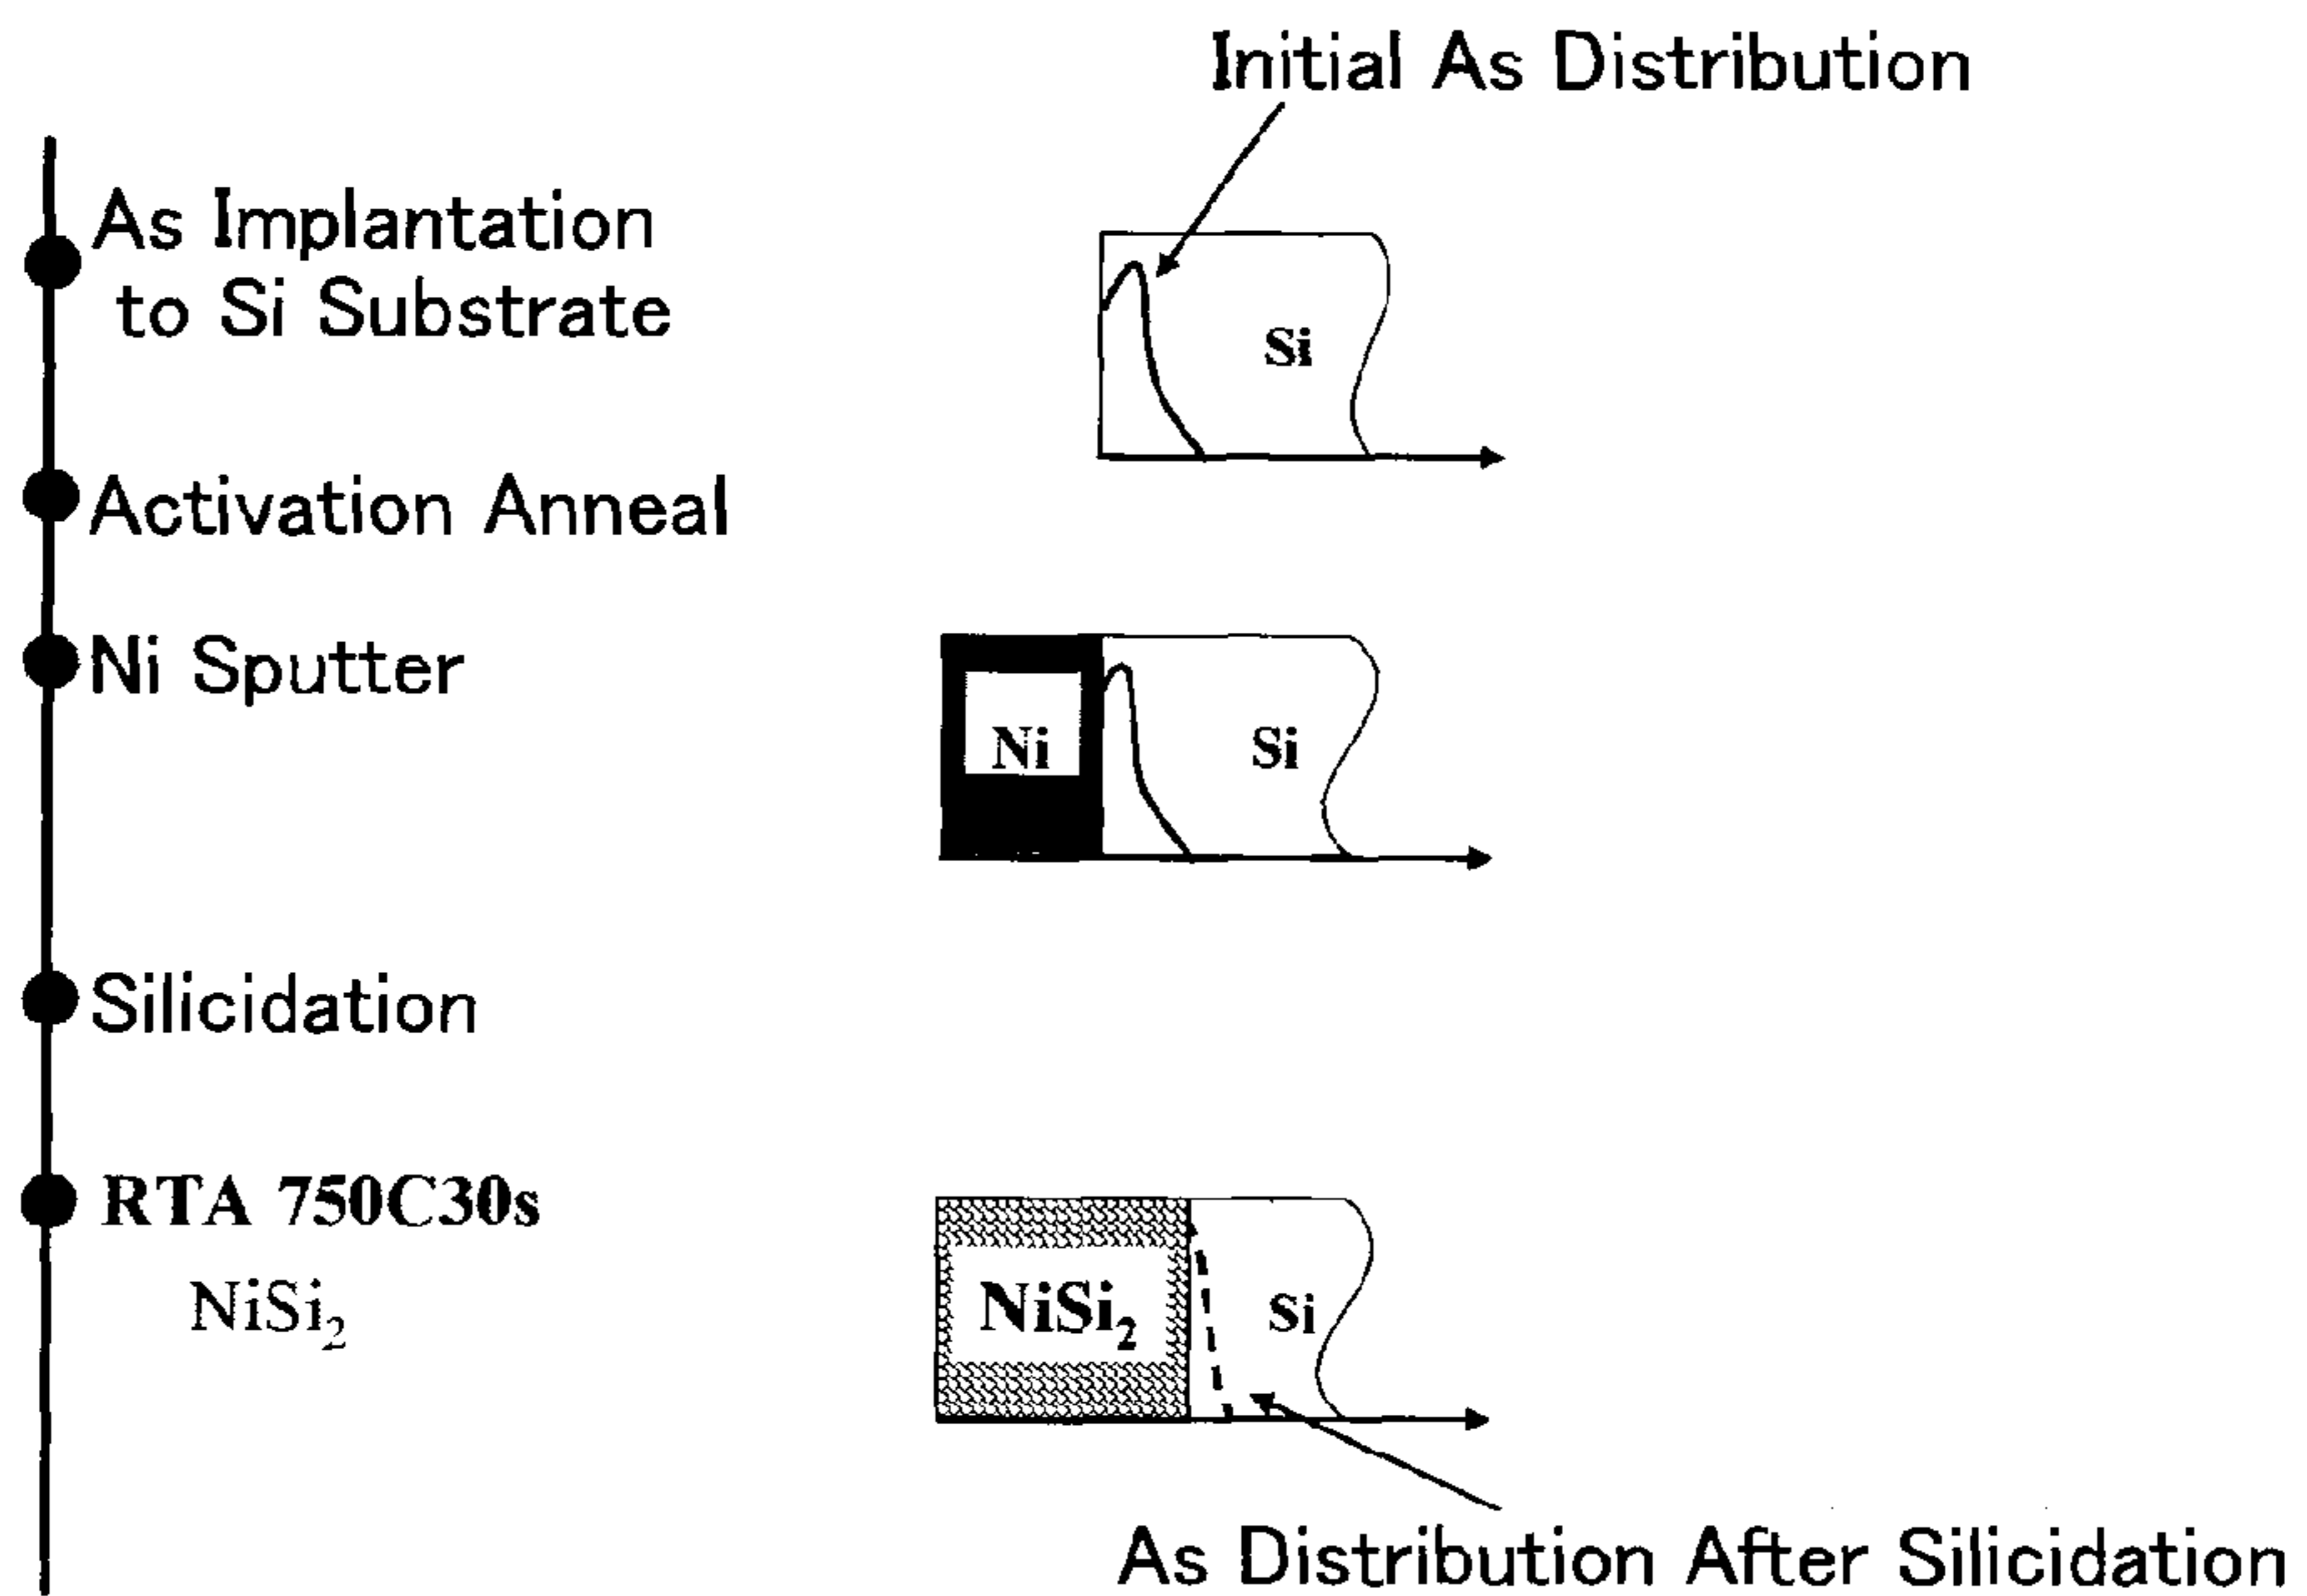 Initial As Distribution
As Implantation
to Si Substrate
Si
Activation Anneal
Ni Sputter
Ni
Si
Silicidation
RTA 750C30s
NiSi₂
NiSi₂
Si
As Distribution After Silicidation